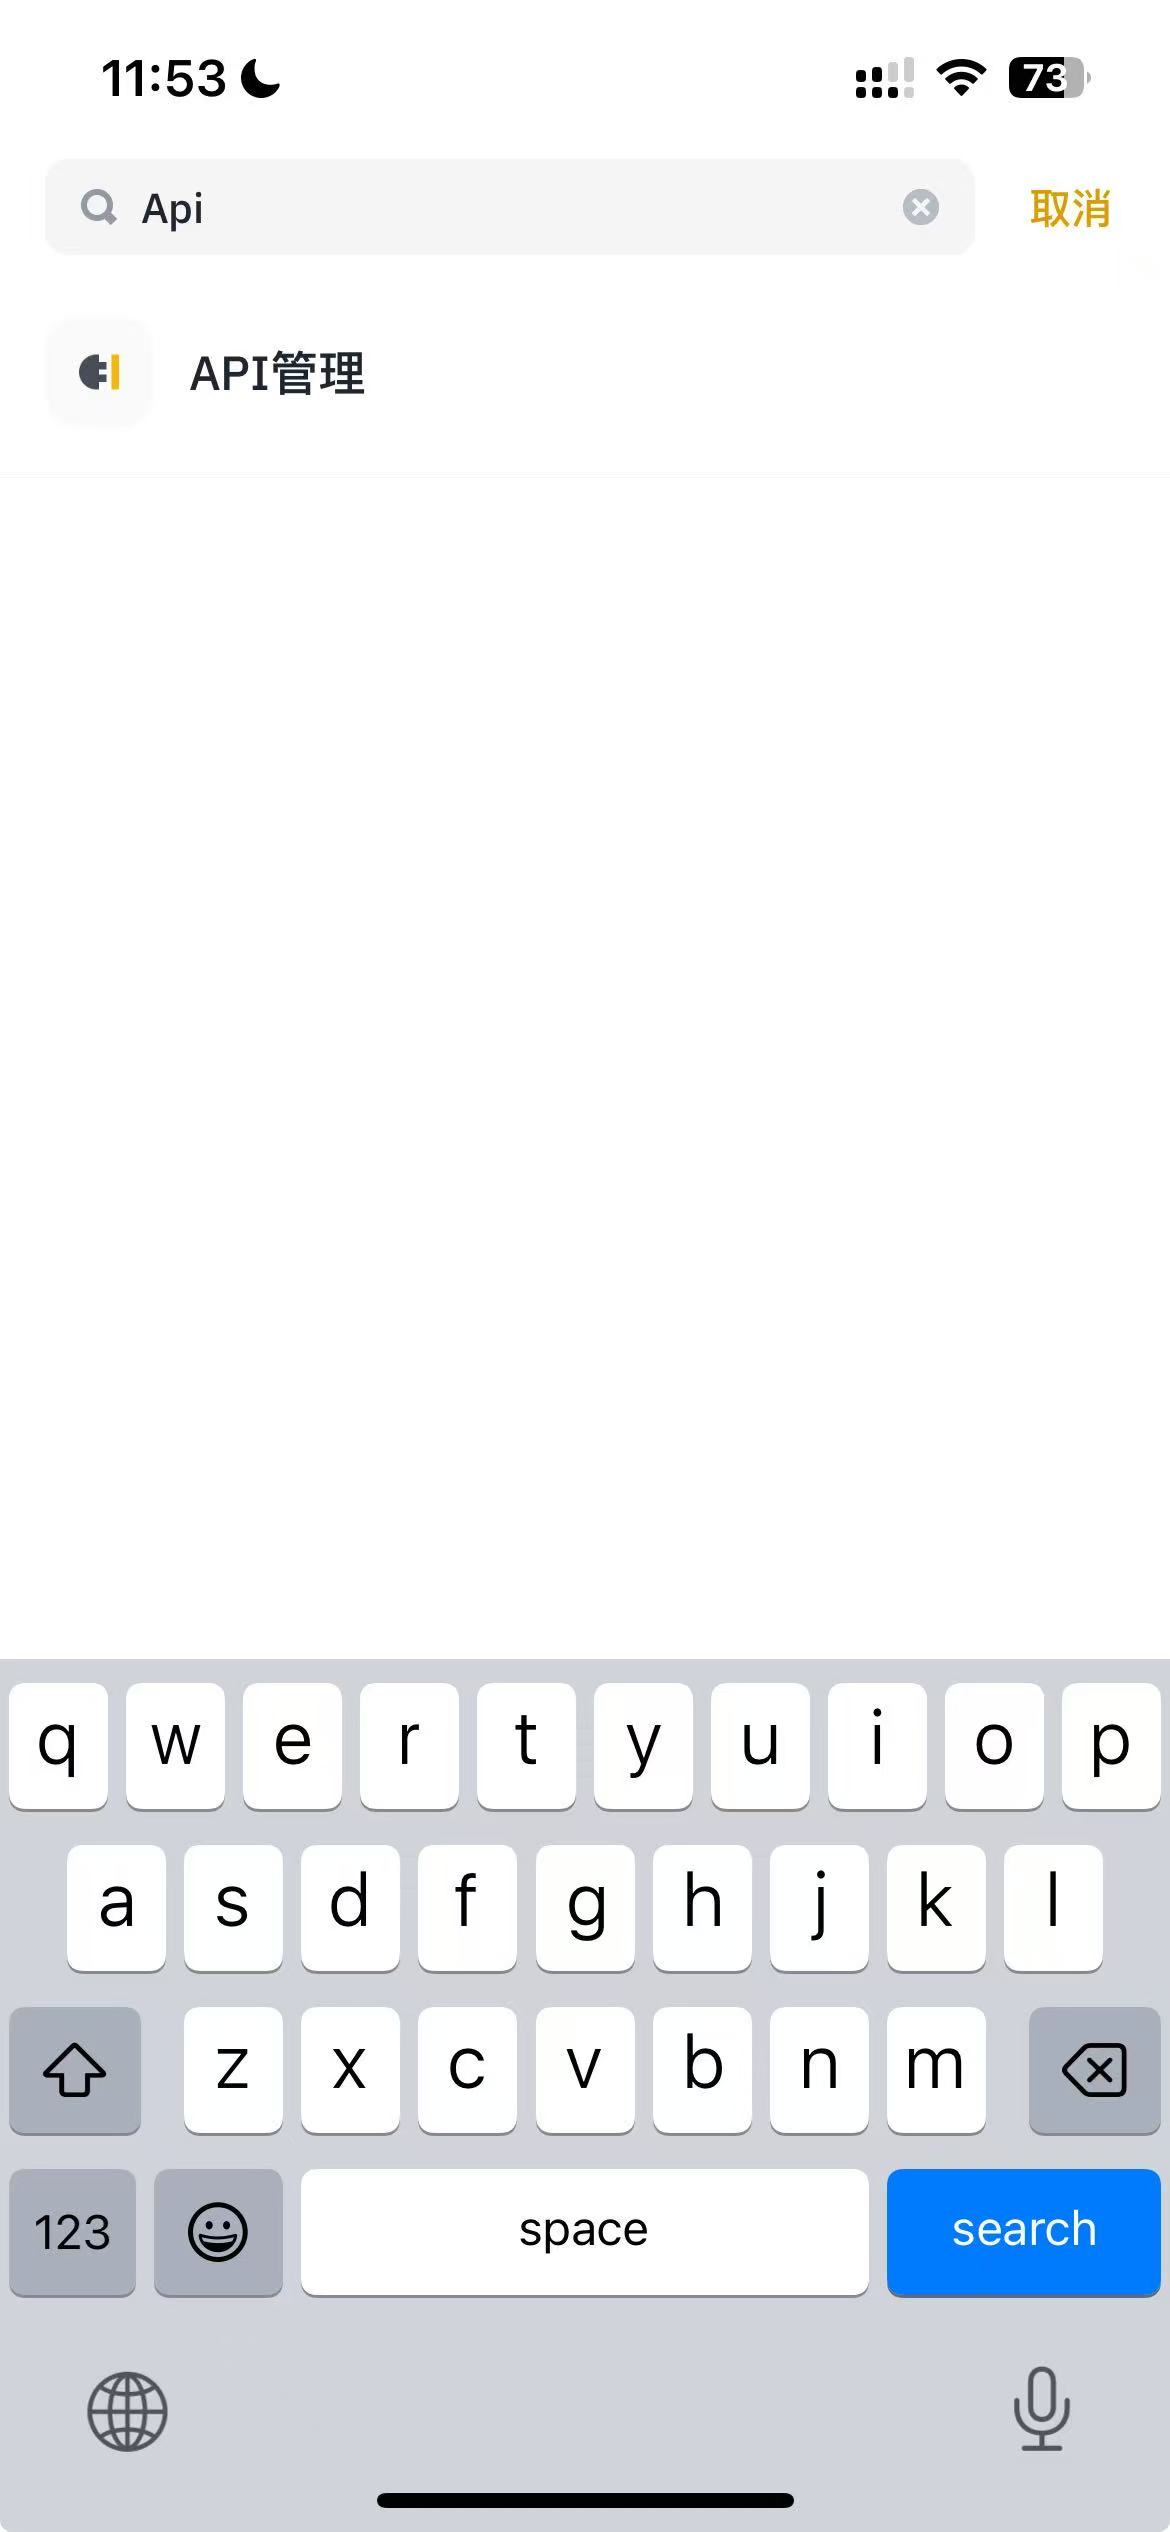 11:53
73
Api
取消
API管理
q w e r t y u i o p
a s d f g h j k l
z x c v b n m
123 space search